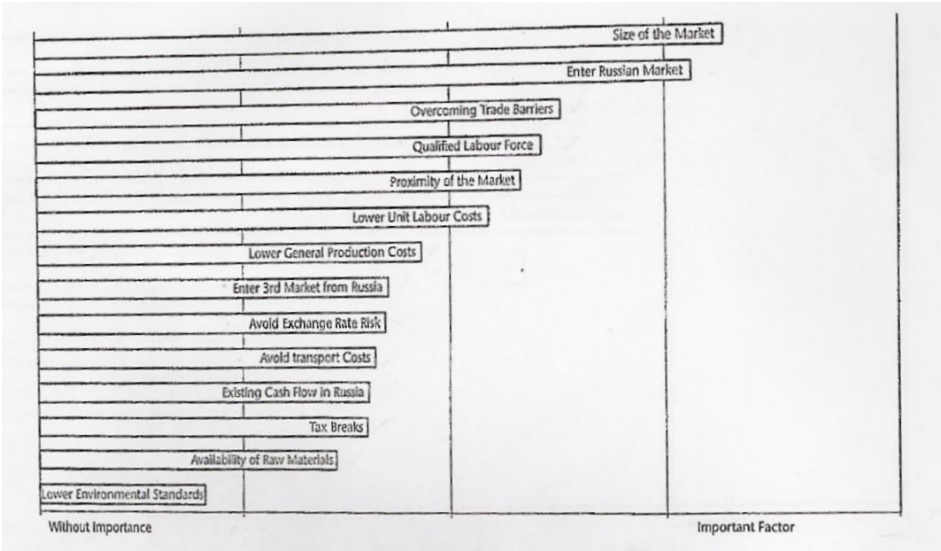 Size of the Market
Enter Russian Market
Overcoming Trade Barriers
Qualified Labour Force
Proximity of the Market
Lower Unit Labour Costs
Lower General Production Costs
Enter 3rd Market from Russia
Avoid Exchange Rate Risk
Avoid transport Costs
Existing Cash Flow in Russia
Tax Breaks
Availability of Raw Materials
Lower Environmental Standards
Without Importance
Important Factor